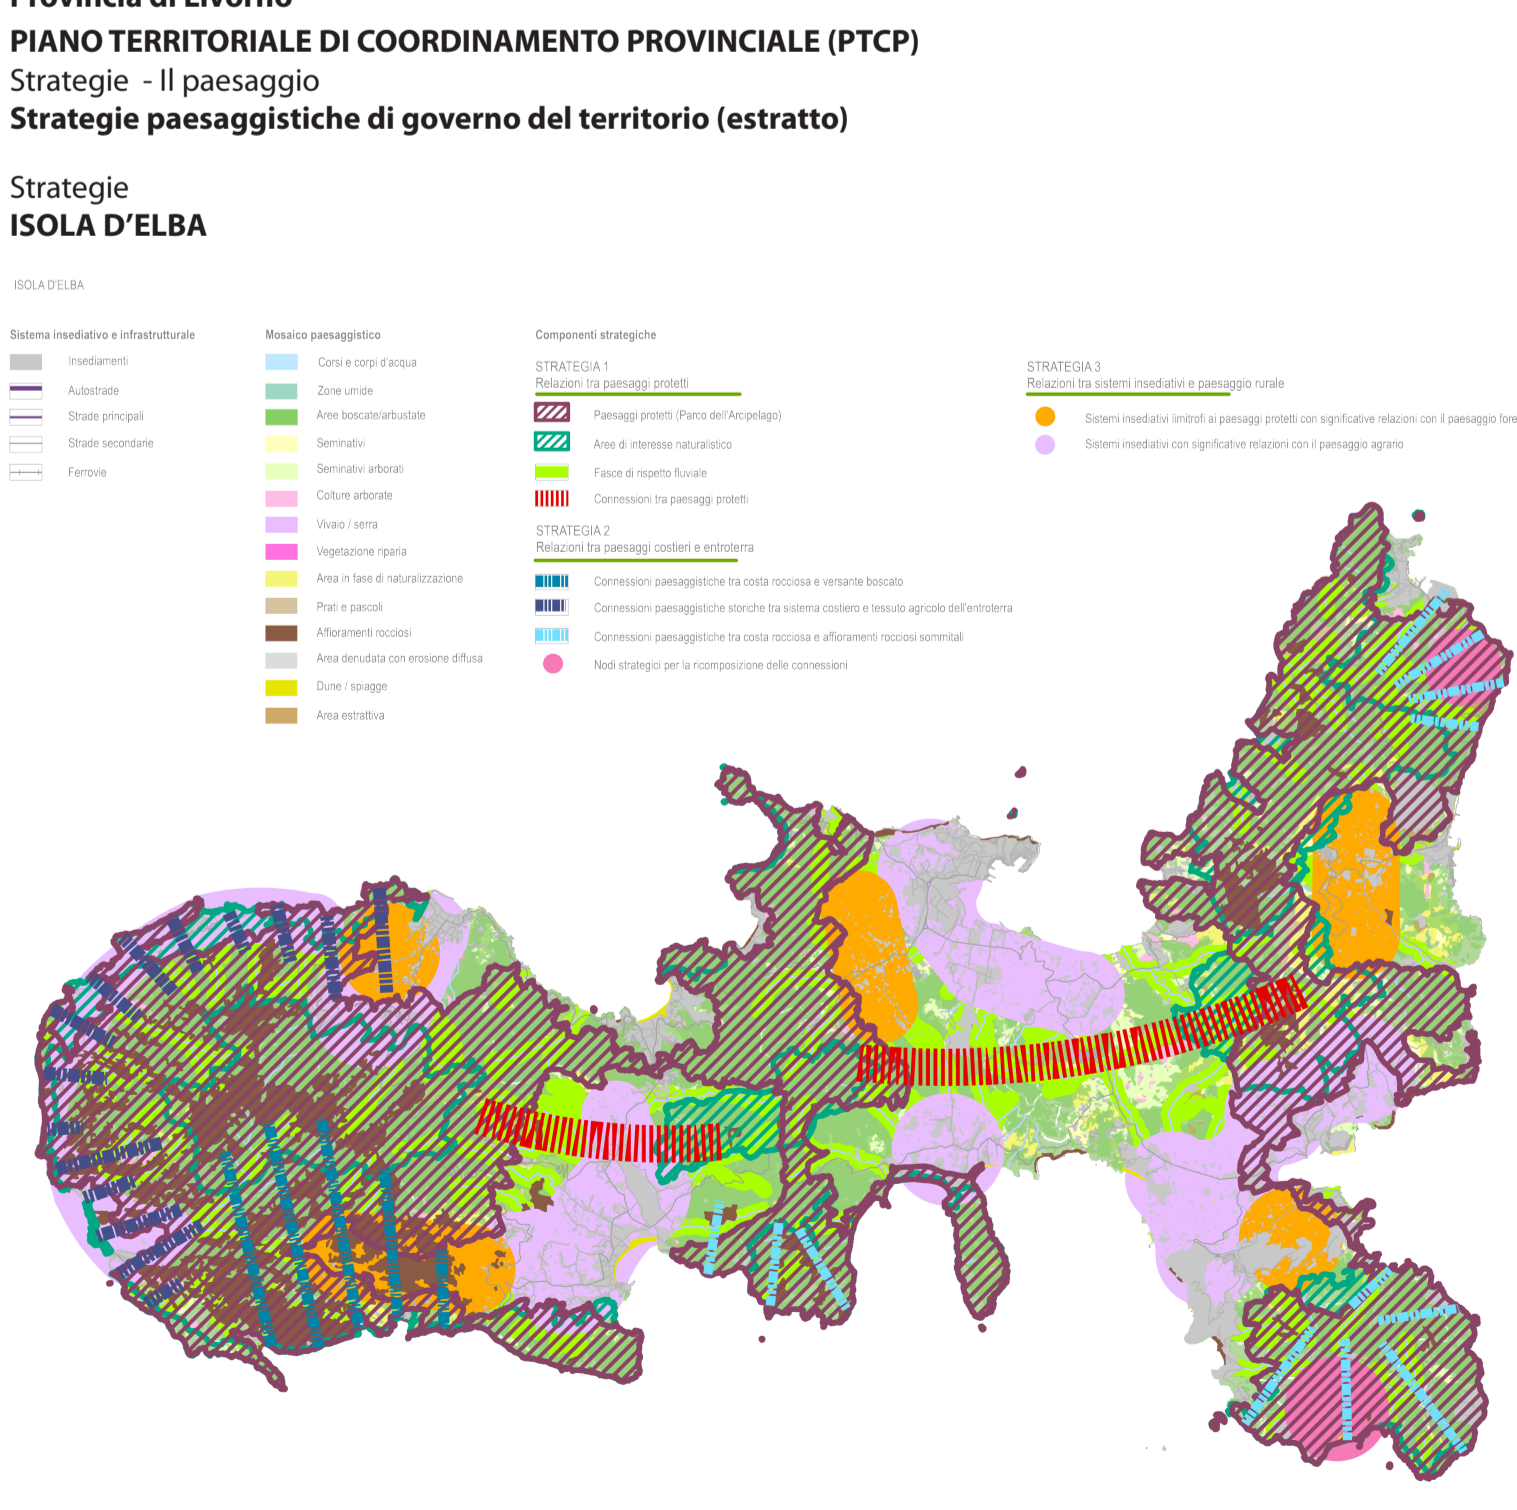 Provincia di Livorno
PIANO TERRITORIALE DI COORDINAMENTO PROVINCIALE (PTCP)
Strategie - Il paesaggio
Strategie paesaggistiche di governo del territorio (estratto)
Strategie
ISOLA D'ELBA
ISOLA D'ELBA
Sistema insediativo e infrastrutturale
Insediamenti
Autostrade
Strade principali
Strade secondarie
Ferrovie
Mosaico paesaggistico
Corsi e corpi d'acqua
Zone umide
Aree boscate/arbustate
Seminativi
Seminativi arborati
Colture arborate
Vivaio / serra
Vegetazione riparia
Area in fase di naturalizzazione
Prati e pascoli
Affioramenti rocciosi
Area denudata con erosione diffusa
Dune / spiagge
Area estrattiva
Componenti strategiche
STRATEGIA 1
Relazioni tra paesaggi protetti
Paesaggi protetti (Parco dell'Arcipelago)
Aree di interesse naturalistico
Fasce di rispetto fluviale
Connessioni tra paesaggi protetti
STRATEGIA 2
Relazioni tra paesaggi costieri e entroterra
Connessioni paesaggistiche tra costa rocciosa e versante boscato
Connessioni paesaggistiche storiche tra sistema costiero e tessuto agricolo dell'entroterra
Connessioni paesaggistiche tra costa rocciosa e affioramenti rocciosi sommitali
Nodi strategici per la ricomposizione delle connessioni
STRATEGIA 3
Relazioni tra sistemi insediativi e paesaggio rurale
Sistemi insediativi limitrofi ai paesaggi protetti con significative relazioni con il paesaggio fore
Sistemi insediativi con significative relazioni con il paesaggio agrario